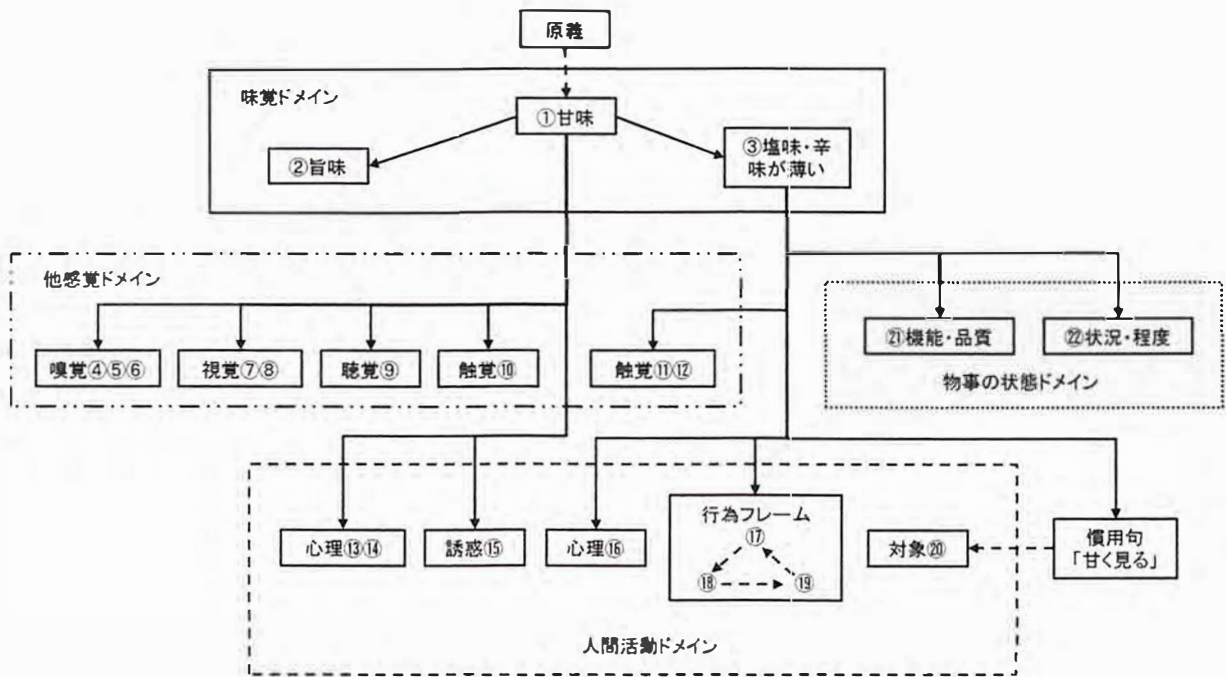 原義
味覚ドメイン
①甘味
②旨味
③塩味・辛
味が薄い
他感覚ドメイン
嗅覚④⑤⑥
視覚⑦⑧
聴覚⑨
触覚⑩
触覚⑪⑫
㉑機能・品質
㉒状況・程度
物事の状態ドメイン
心理⑬⑭
誘惑⑮
心理⑯
行為フレーム
⑰
⑱
⑲
対象⑳
慣用句
「甘く見る」
人間活動ドメイン